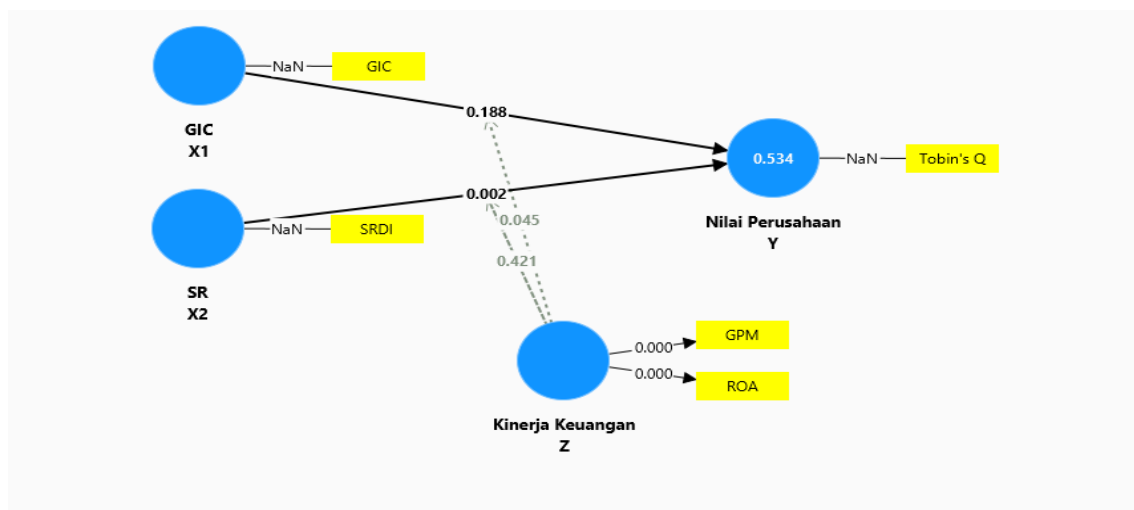 NaN
GIC
GIC
X1
0.188
0.534
NaN
Tobin's Q
Nilai Perusahaan
Y
0.002
NaN
SRDI
SR
X2
0.045
0.421
0.000
GPM
0.000
ROA
Kinerja Keuangan
Z